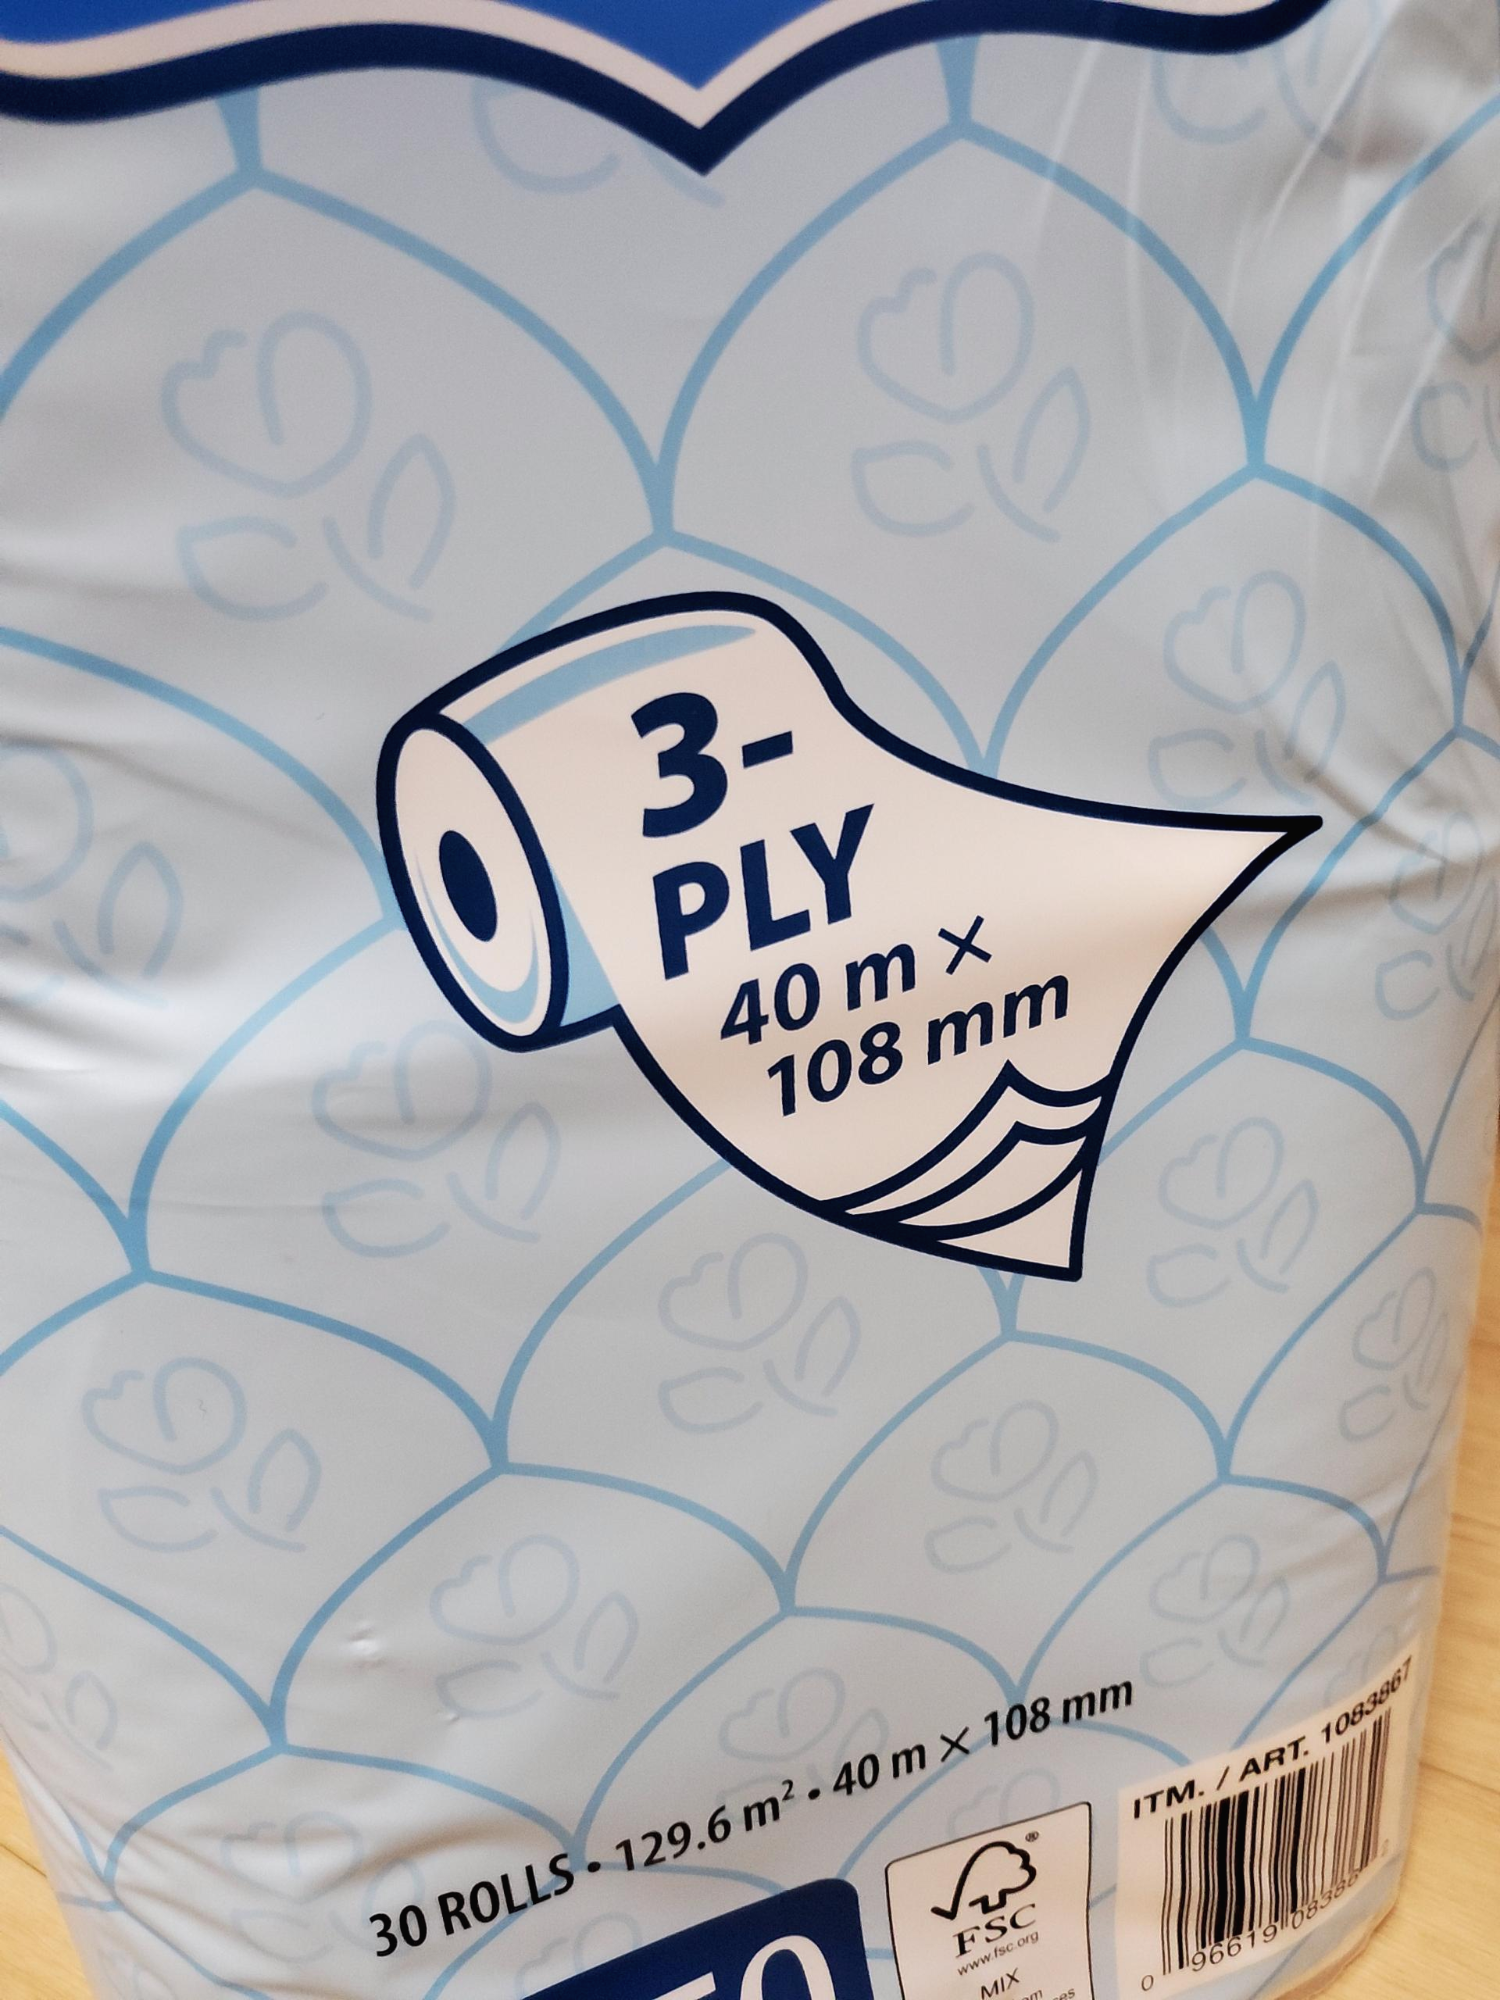 3-
PLY
40 m ×
108 mm
30 ROLLS • 129.6 m² • 40 m × 108 mm
ITM. / ART. 1083867
FSC
®
www.fsc.org
MIX